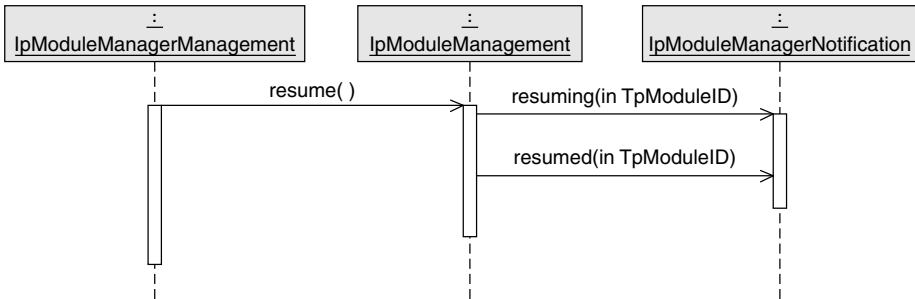 :
IpModuleManagerManagement
:
IpModuleManagement
:
IpModuleManagerNotification
resume( )
resuming(in TpModuleID)
resumed(in TpModuleID)